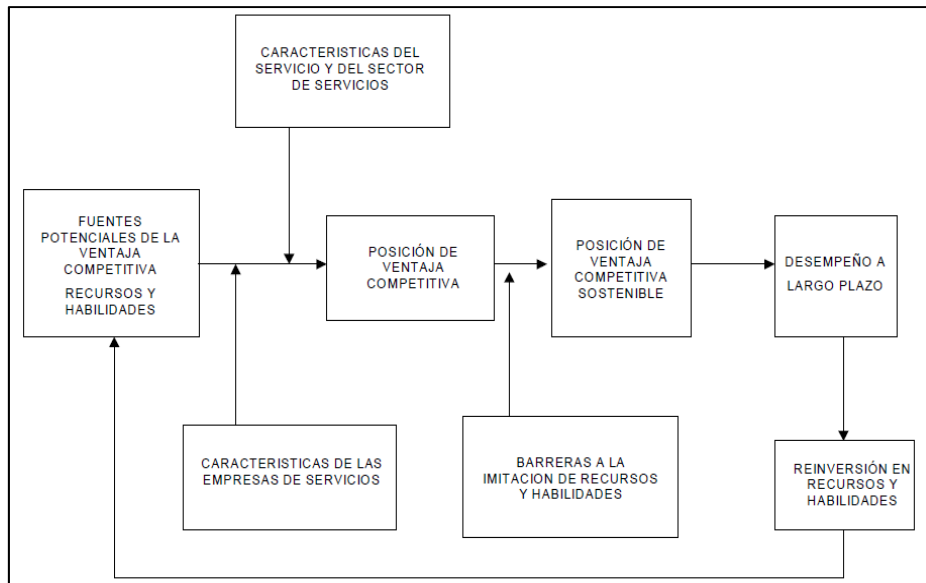 CARACTERISTICAS DEL
SERVICIO Y DEL SECTOR
DE SERVICIOS
FUENTES
POTENCIALES DE LA
VENTAJA
COMPETITIVA
RECURSOS Y
HABILIDADES
POSICIÓN DE
VENTAJA
COMPETITIVA
POSICIÓN DE
VENTAJA
COMPETITIVA
SOSTENIBLE
DESEMPEÑO A
LARGO PLAZO
CARACTERISTICAS DE LAS
EMPRESAS DE SERVICIOS
BARRERAS A LA
IMITACION DE RECURSOS
Y HABILIDADES
REINVERSIÓN EN
RECURSOS Y
HABILIDADES